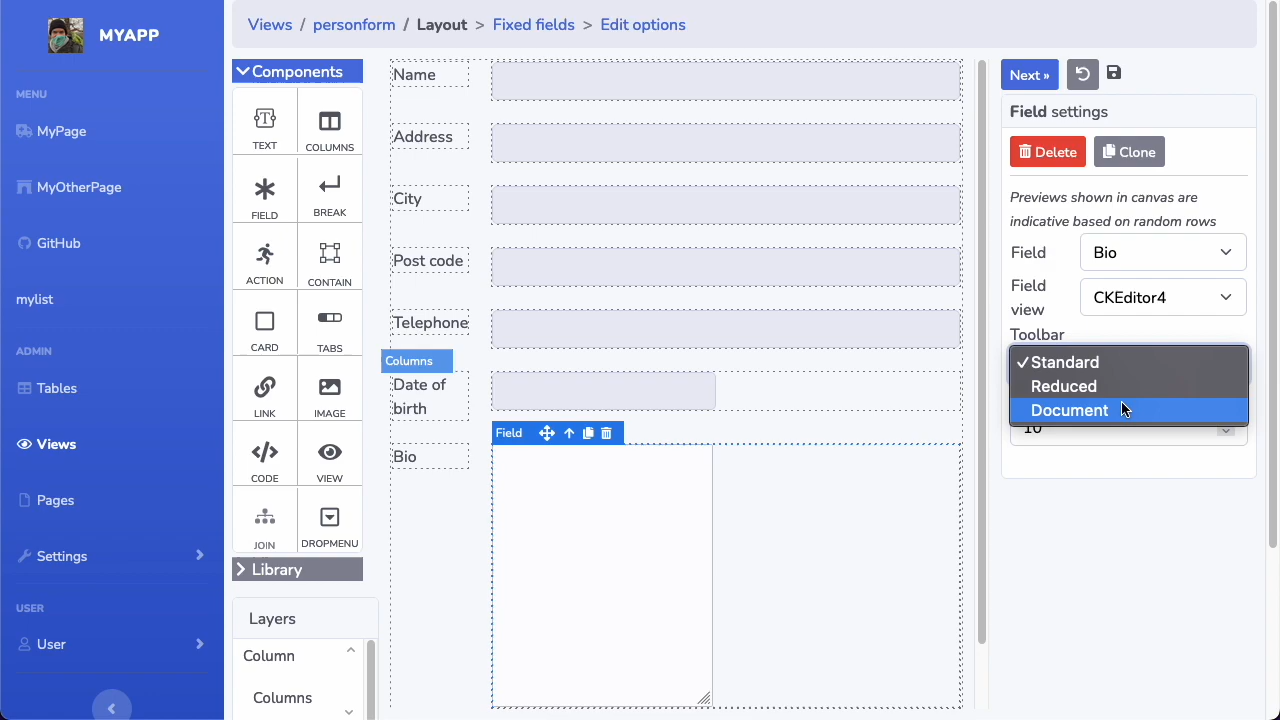 MYAPP
MENU
MyPage
MyOtherPage
GitHub
mylist
ADMIN
Tables
Views
Pages
Settings
USER
User
Views / personform / Layout > Fixed fields > Edit options
Components
TEXT
COLUMNS
FIELD
BREAK
ACTION
CONTAIN
CARD
TABS
LINK
IMAGE
CODE
VIEW
JOIN
DROPMENU
Library
Layers
Column
Columns
Name
Address
City
Post code
Telephone
Columns
Date of
birth
Field
Bio
Next »
Field settings
Delete
Clone
Previews shown in canvas are
indicative based on random rows
Field
Bio
Field
view
CKEditor4
Toolbar
✓Standard
Reduced
Document
10